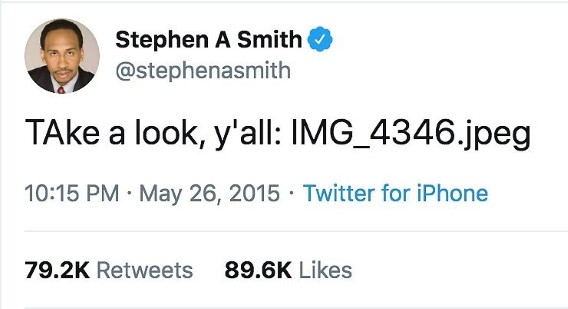 Stephen A Smith
@stephenasmith
TAke a look, y'all: IMG_4346.jpeg
10:15 PM · May 26, 2015 · Twitter for iPhone
79.2K Retweets 89.6K Likes